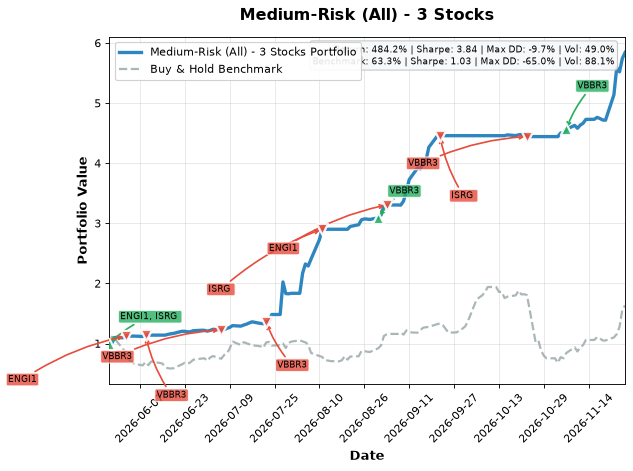 Medium-Risk (All) - 3 Stocks
Medium-Risk (All) - 3 Stocks Portfolio
Buy & Hold Benchmark
484.2% | Sharpe: 3.84 | Max DD: -9.7% | Vol: 49.0%
63.3% | Sharpe: 1.03 | Max DD: -65.0% | Vol: 88.1%
Portfolio Value
6
5
4
3
2
1
VBBR3
VBBR3
ISRG
VBBR3
ENGI1
ISRG
ENGI1, ISRG
VBBR3
VBBR3
ENGI1
VBBR3
2026-06-23
2026-07-09
2026-07-25
2026-08-10
2026-08-26
2026-09-11
2026-09-27
2026-10-13
2026-10-29
2026-11-14
Date